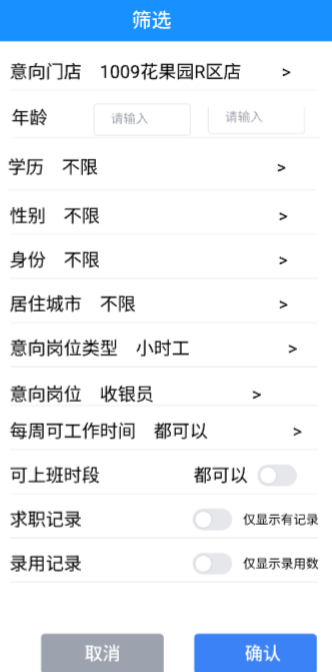 筛选
意向门店 1009花果园R区店 >
年龄 请输入 请输入
学历 不限 >
性别 不限 >
身份 不限 >
居住城市 不限 >
意向岗位类型 小时工 >
意向岗位 收银员 >
每周可工作时间 都可以 >
可上班时段 都可以
求职记录 仅显示有记录
录用记录 仅显示录用数
取消 确认